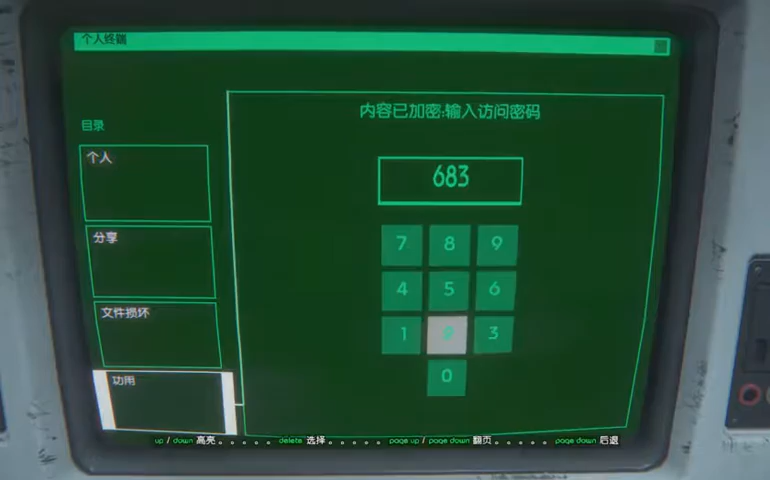 个人终端
目录
内容已加密:输入访问密码
个人
683
分享
7 8 9
4 5 6
文件损坏
1 3
0
功用
up / down 高亮 . . . . . . delete 选择 . . . . . . page up / page down 翻页 . . . . . . page down 后退